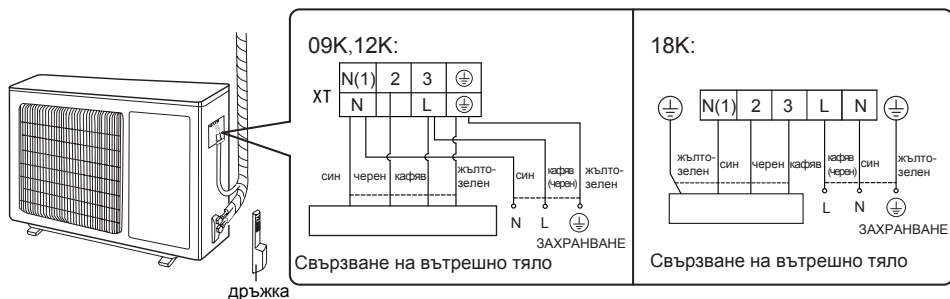 09K,12K:
N(1) 2 3
XT N L
син черен кафяв жълто-
зелен
син кафяв
(черен)
жълто-
зелен
N L
ЗАХРАНВАНЕ
Свързване на вътрешно тяло
18K:
N(1) 2 3 L N
жълто-
зелен
син черен кафяв кафяв
(черен)
син жълто-
зелен
L N
ЗАХРАНВАНЕ
Свързване на вътрешно тяло
дръжка